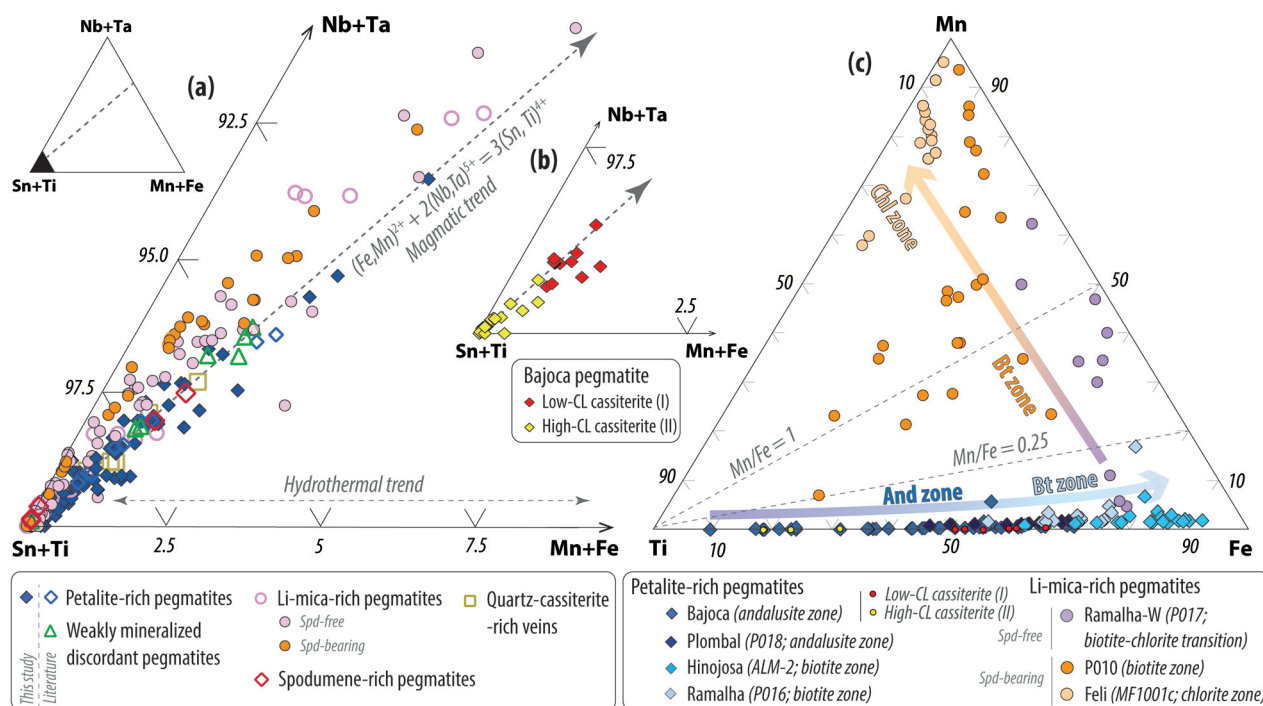 Nb+Ta
Sn+Ti
Mn+Fe
(a)
Nb+Ta
92.5
95.0
97.5
(Fe,Mn)²⁺ + 2(Nb,Ta)⁵⁺ = 3(Sn, Ti)⁴⁺
Magmatic trend
Hydrothermal trend
Sn+Ti
2.5
5
7.5
Mn+Fe
(b)
Nb+Ta
97.5
2.5
Sn+Ti
Mn+Fe
Bajoca pegmatite
Low-CL cassiterite (I)
High-CL cassiterite (II)
(c)
Mn
10
90
Chl zone
50
50
Bt zone
Mn/Fe = 1
Mn/Fe = 0.25
90
10
And zone
Bt zone
Ti
10
50
90
Fe
This study
Literature
Petalite-rich pegmatites
Weakly mineralized
discordant pegmatites
Li-mica-rich pegmatites
Spd-free
Spd-bearing
Spodumene-rich pegmatites
Quartz-cassiterite
-rich veins
Petalite-rich pegmatites
Bajoca (andalusite zone)
Plombal (P018; andalusite zone)
Hinojosa (ALM-2; biotite zone)
Ramalha (P016; biotite zone)
Low-CL cassiterite (I)
High-CL cassiterite (II)
Li-mica-rich pegmatites
Spd-free
Ramalha-W (P017;
biotite-chlorite transition)
Spd-bearing
P010 (biotite zone)
Feli (MF1001c; chlorite zone)